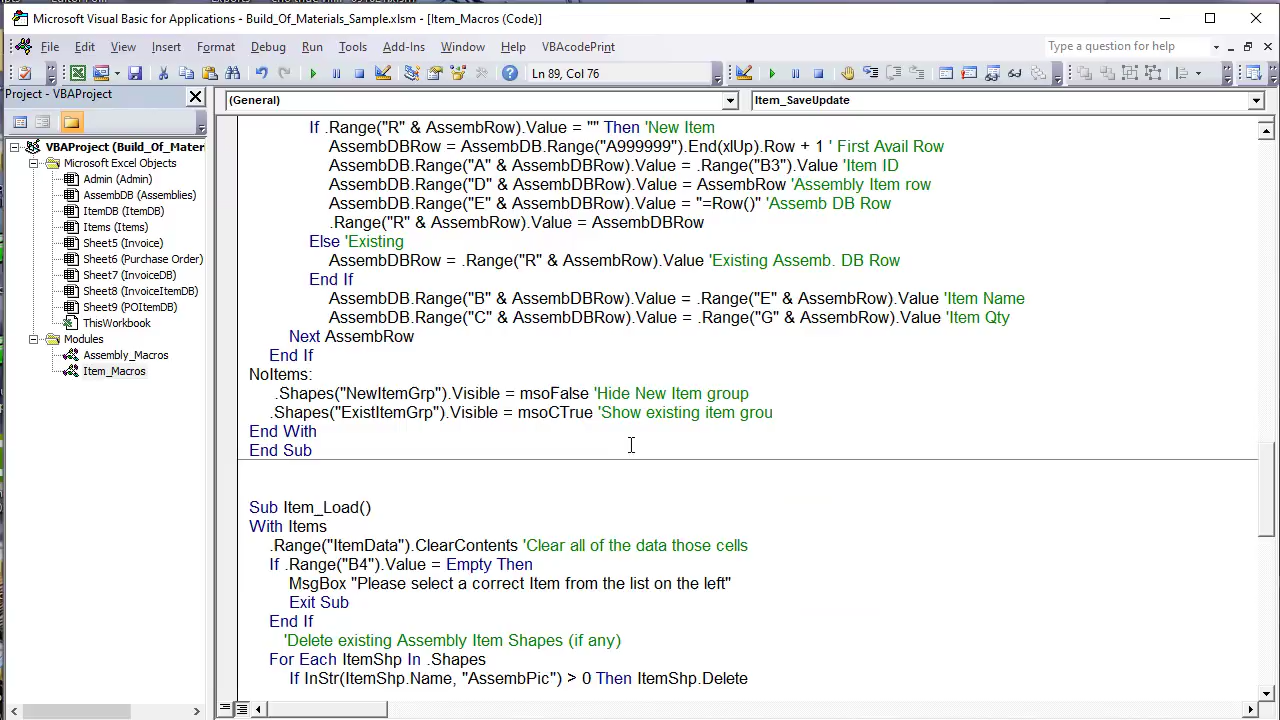 Microsoft Visual Basic for Applications - Build_Of_Materials_Sample.xlsm - [Item_Macros (Code)]
File Edit View Insert Format Debug Run Tools Add-Ins Window Help VBAcodePrint
Type a question for help
Ln 89, Col 76
Project - VBAProject
(General)
Item_SaveUpdate
VBAProject (Build_Of_Mater
Microsoft Excel Objects
Admin (Admin)
AssembDB (Assemblies)
ItemDB (ItemDB)
Items (Items)
Sheet5 (Invoice)
Sheet6 (Purchase Order)
Sheet7 (InvoiceDB)
Sheet8 (InvoiceItemDB)
Sheet9 (POItemDB)
ThisWorkbook
Modules
Assembly_Macros
Item_Macros
If .Range("R" & AssembRow).Value = "" Then 'New Item
AssembDBRow = AssembDB.Range("A999999").End(xlUp).Row + 1 ' First Avail Row
AssembDB.Range("A" & AssembDBRow).Value = .Range("B3").Value 'Item ID
AssembDB.Range("D" & AssembDBRow).Value = AssembRow 'Assembly Item row
AssembDB.Range("E" & AssembDBRow).Value = "=Row()" 'Assemb DB Row
.Range("R" & AssembRow).Value = AssembDBRow
Else 'Existing
AssembDBRow = .Range("R" & AssembRow).Value 'Existing Assemb. DB Row
End If
AssembDB.Range("B" & AssembDBRow).Value = .Range("E" & AssembRow).Value 'Item Name
AssembDB.Range("C" & AssembDBRow).Value = .Range("G" & AssembRow).Value 'Item Qty
Next AssembRow
End If
NoItems:
.Shapes("NewItemGrp").Visible = msoFalse 'Hide New Item group
.Shapes("ExistItemGrp").Visible = msoCTrue 'Show existing item grou
End With
End Sub
Sub Item_Load()
With Items
.Range("ItemData").ClearContents 'Clear all of the data those cells
If .Range("B4").Value = Empty Then
MsgBox "Please select a correct Item from the list on the left"
Exit Sub
End If
'Delete existing Assembly Item Shapes (if any)
For Each ItemShp In .Shapes
If InStr(ItemShp.Name, "AssembPic") > 0 Then ItemShp.Delete